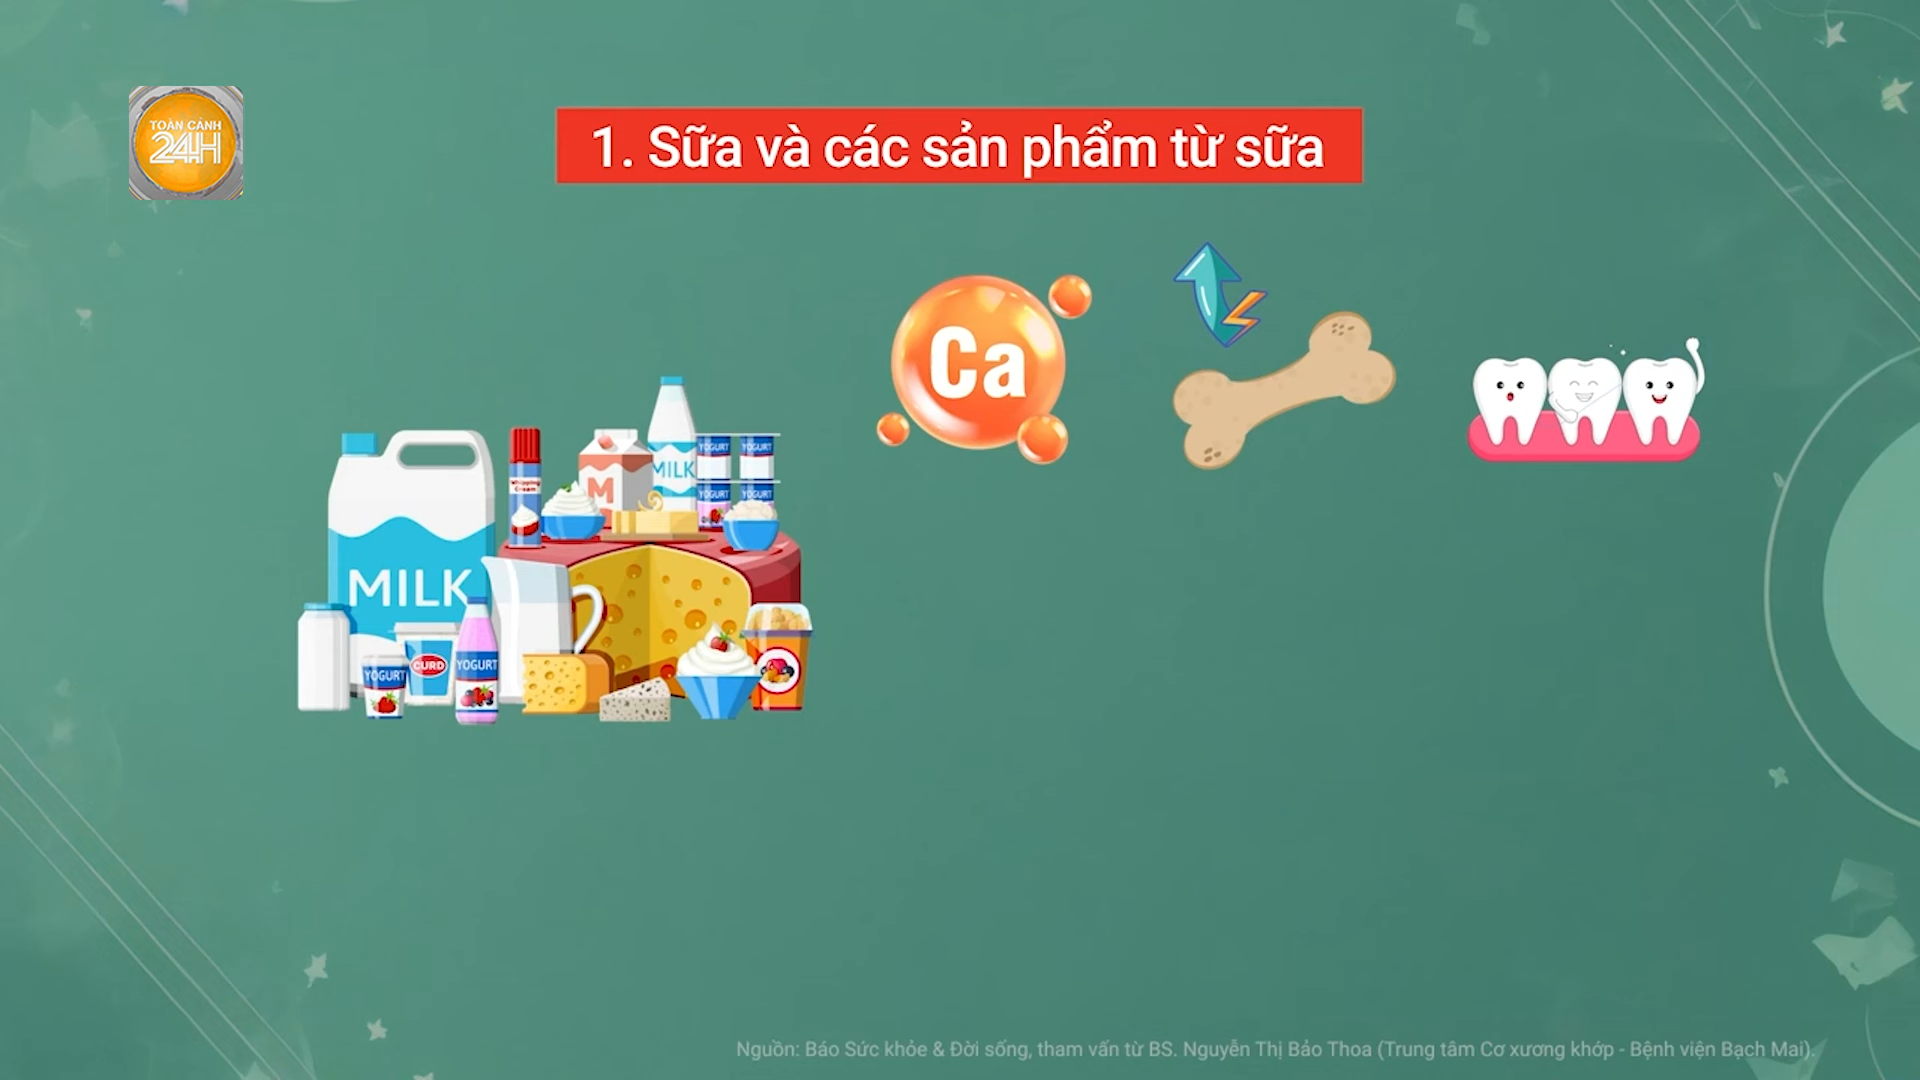 TOÀN CẢNH
24H
1. Sữa và các sản phẩm từ sữa
Ca
MILK
Whipping
Cream
M
MILK
YOGURT
YOGURT
YOGURT
YOGURT
YOGURT
CURD
YOGURT
Nguồn: Báo Sức khỏe & Đời sống, tham vấn từ BS. Nguyễn Thị Bảo Thoa (Trung tâm Cơ xương khớp - Bệnh viện Bạch Mai).